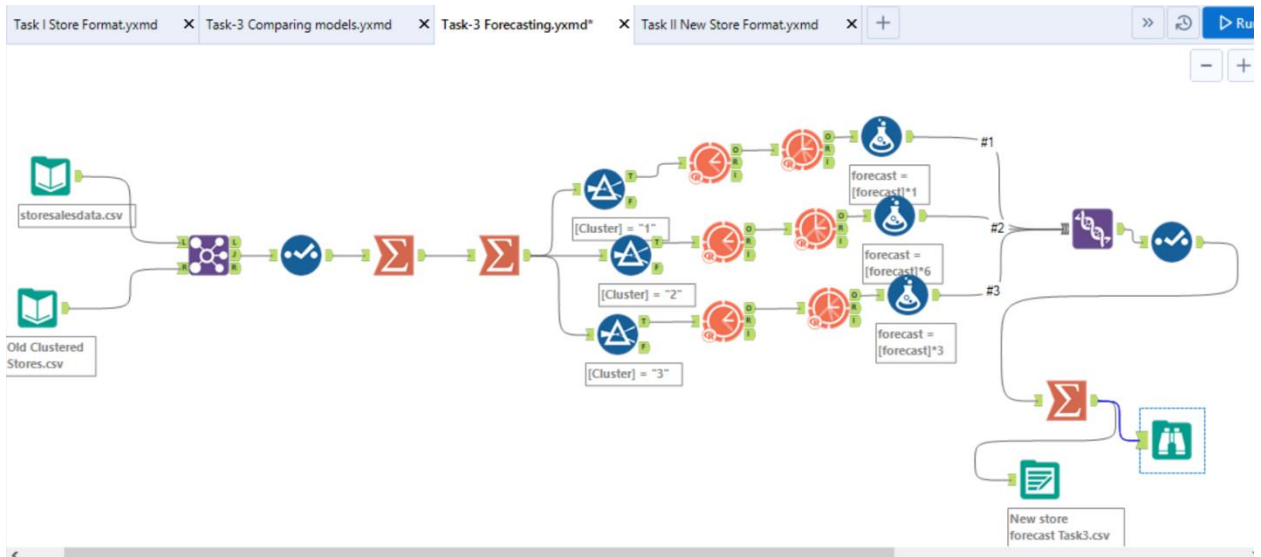 Task I Store Format.yxmd
Task-3 Comparing models.yxmd
Task-3 Forecasting.yxmd*
Task II New Store Format.yxmd
storesalesdata.csv
L
R
L
J
R
Old Clustered
Stores.csv
T
F
[Cluster] = "1"
O
R
I
O
R
I
forecast =
[forecast]*1
#1
T
F
[Cluster] = "2"
O
R
I
O
R
I
forecast =
[forecast]*6
#2
T
F
[Cluster] = "3"
O
R
I
O
R
I
forecast =
[forecast]*3
#3
New store
forecast Task3.csv